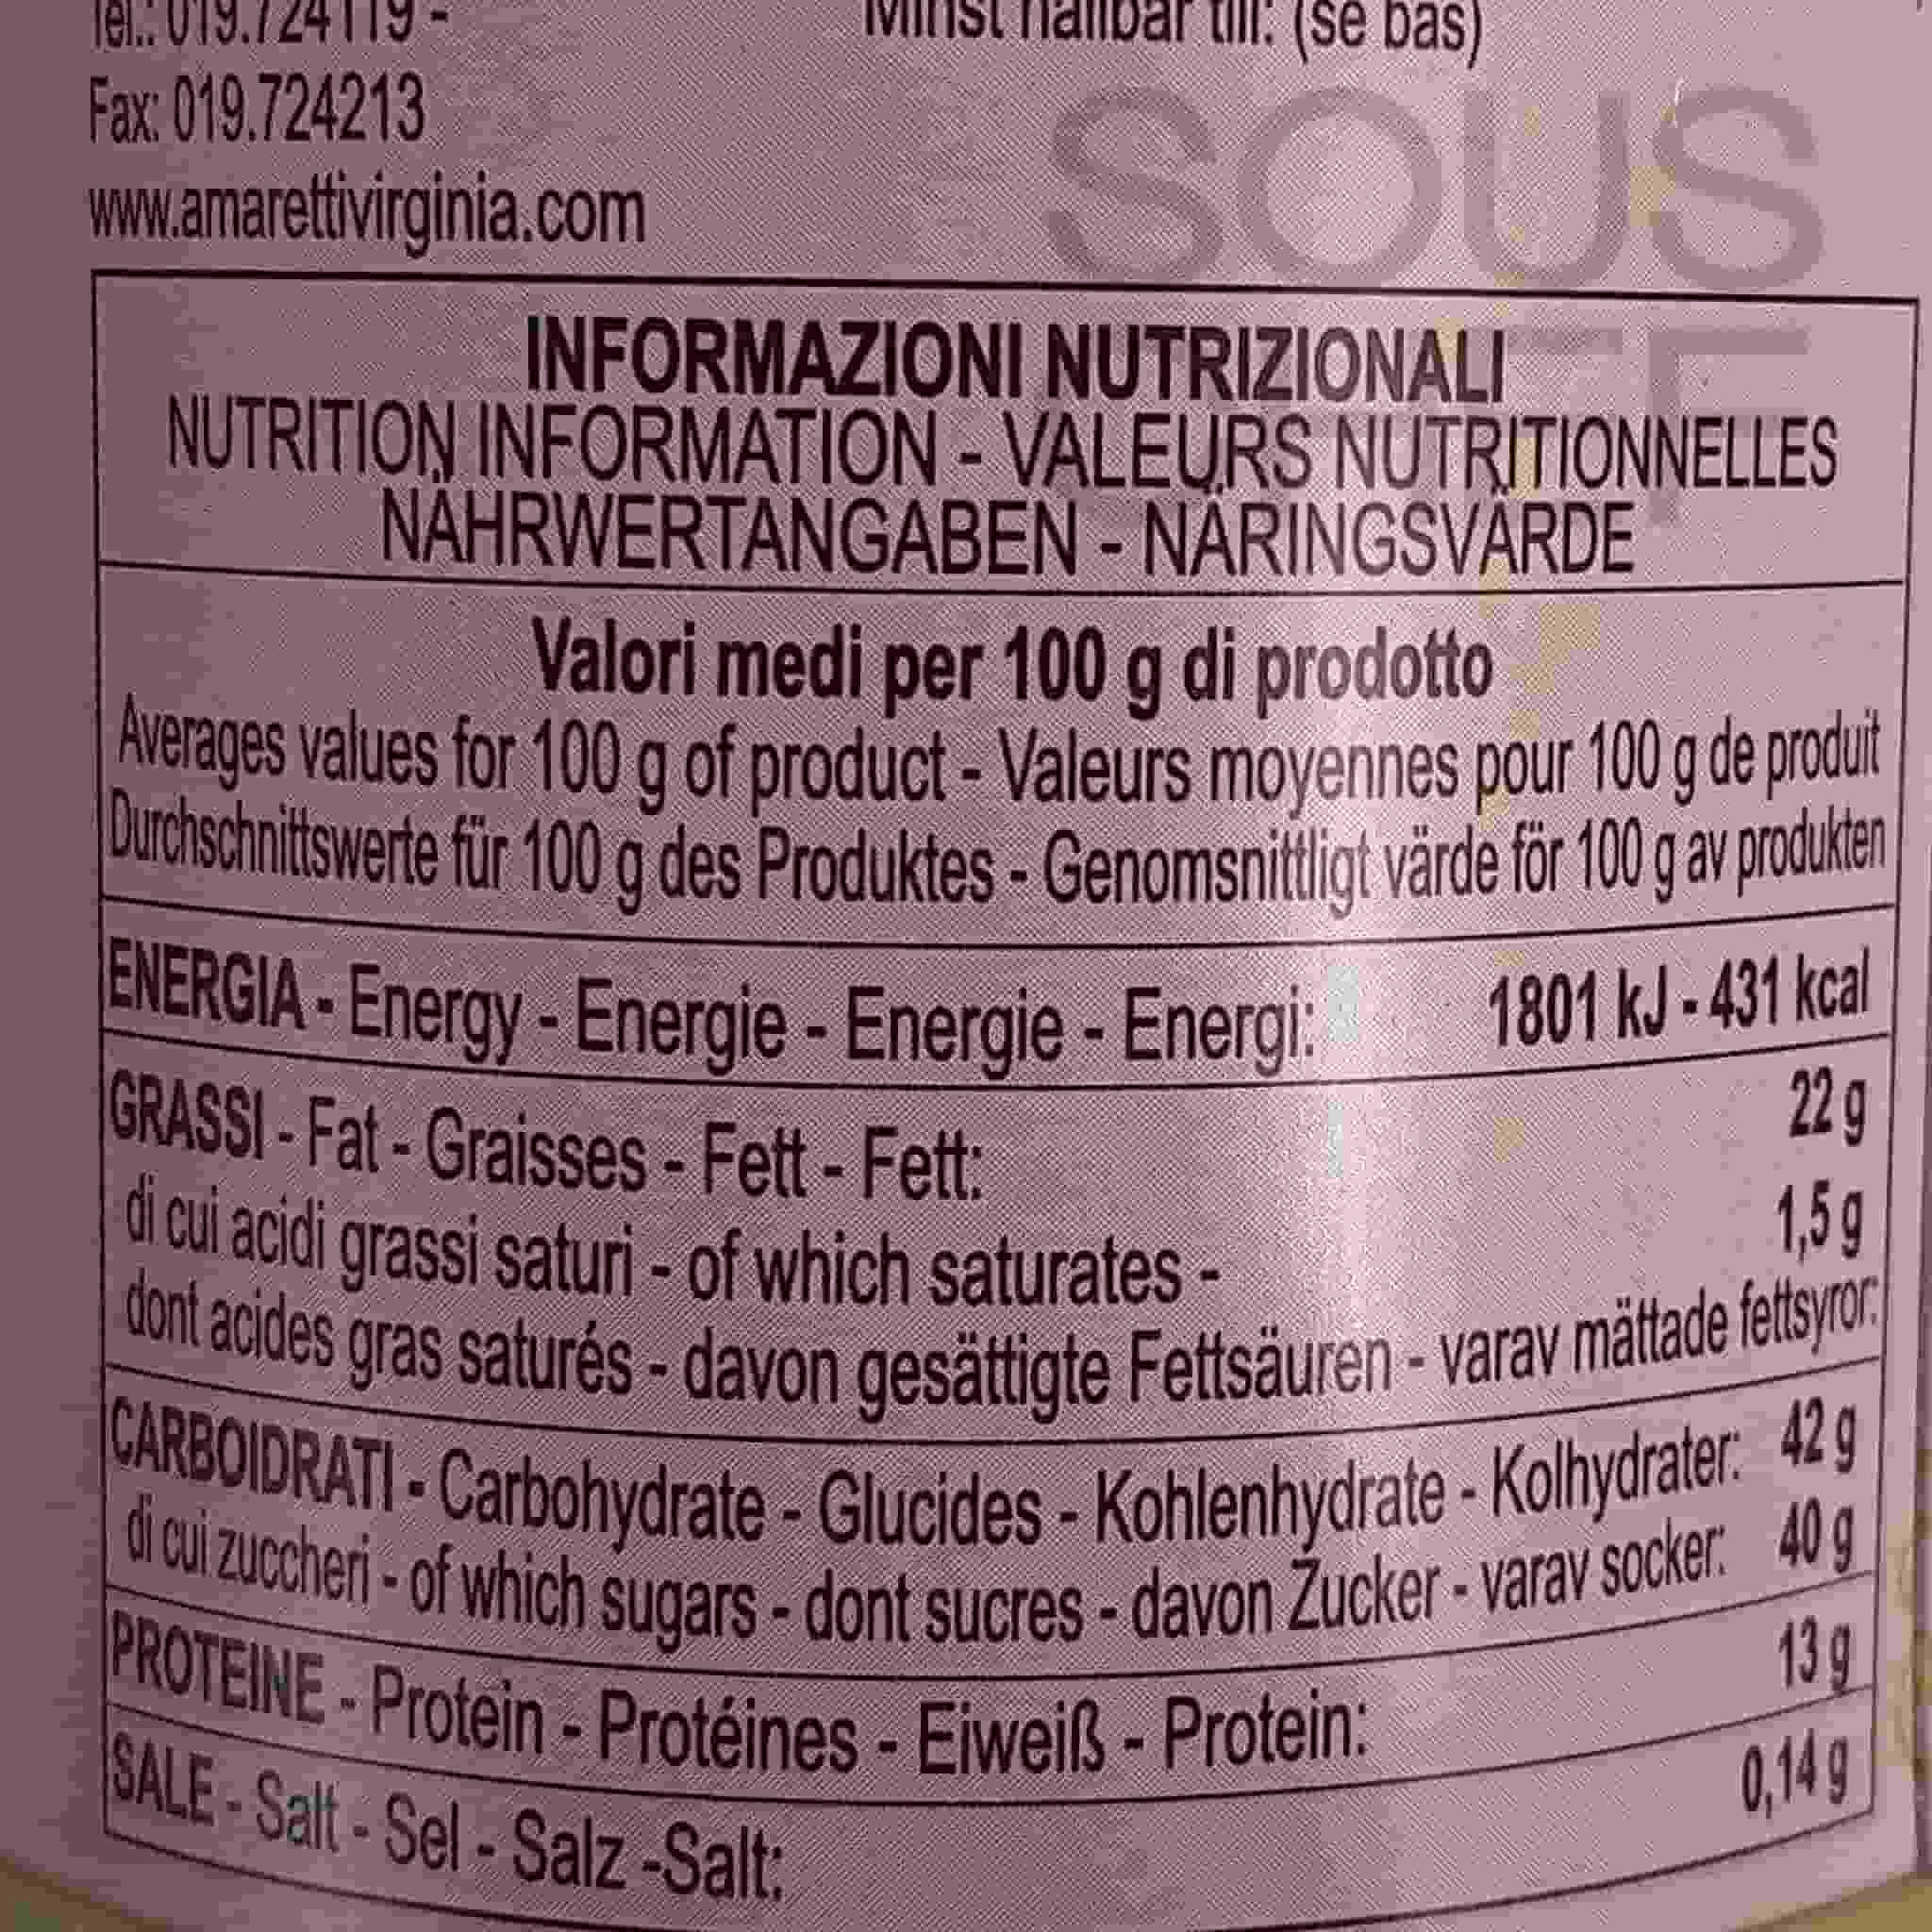 Tel.: 019.724119 -
Fax: 019.724213
www.amarettivirginia.com
Minst hållbar till: (se bas)
SOUS
INFORMAZIONI NUTRIZIONALI
NUTRITION INFORMATION - VALEURS NUTRITIONNELLES
NÄHRWERTANGABEN - NÄRINGSVÄRDE
Valori medi per 100 g di prodotto
Averages values for 100 g of product - Valeurs moyennes pour 100 g de produit
Durchschnittswerte für 100 g des Produktes - Genomsnittligt värde för 100 g av produkten
ENERGIA - Energy - Energie - Energie - Energi: 1801 kJ - 431 kcal
GRASSI - Fat - Graisses - Fett - Fett: 22 g
di cui acidi grassi saturi - of which saturates - 1,5 g
dont acides gras saturés - davon gesättigte Fettsäuren - varav mättade fettsyror:
CARBOIDRATI - Carbohydrate - Glucides - Kohlenhydrate - Kolhydrater: 42 g
di cui zuccheri - of which sugars - dont sucres - davon Zucker - varav socker: 40 g
PROTEINE - Protein - Protéines - Eiweiß - Protein: 13 g
SALE - Salt - Sel - Salz -Salt: 0,14 g